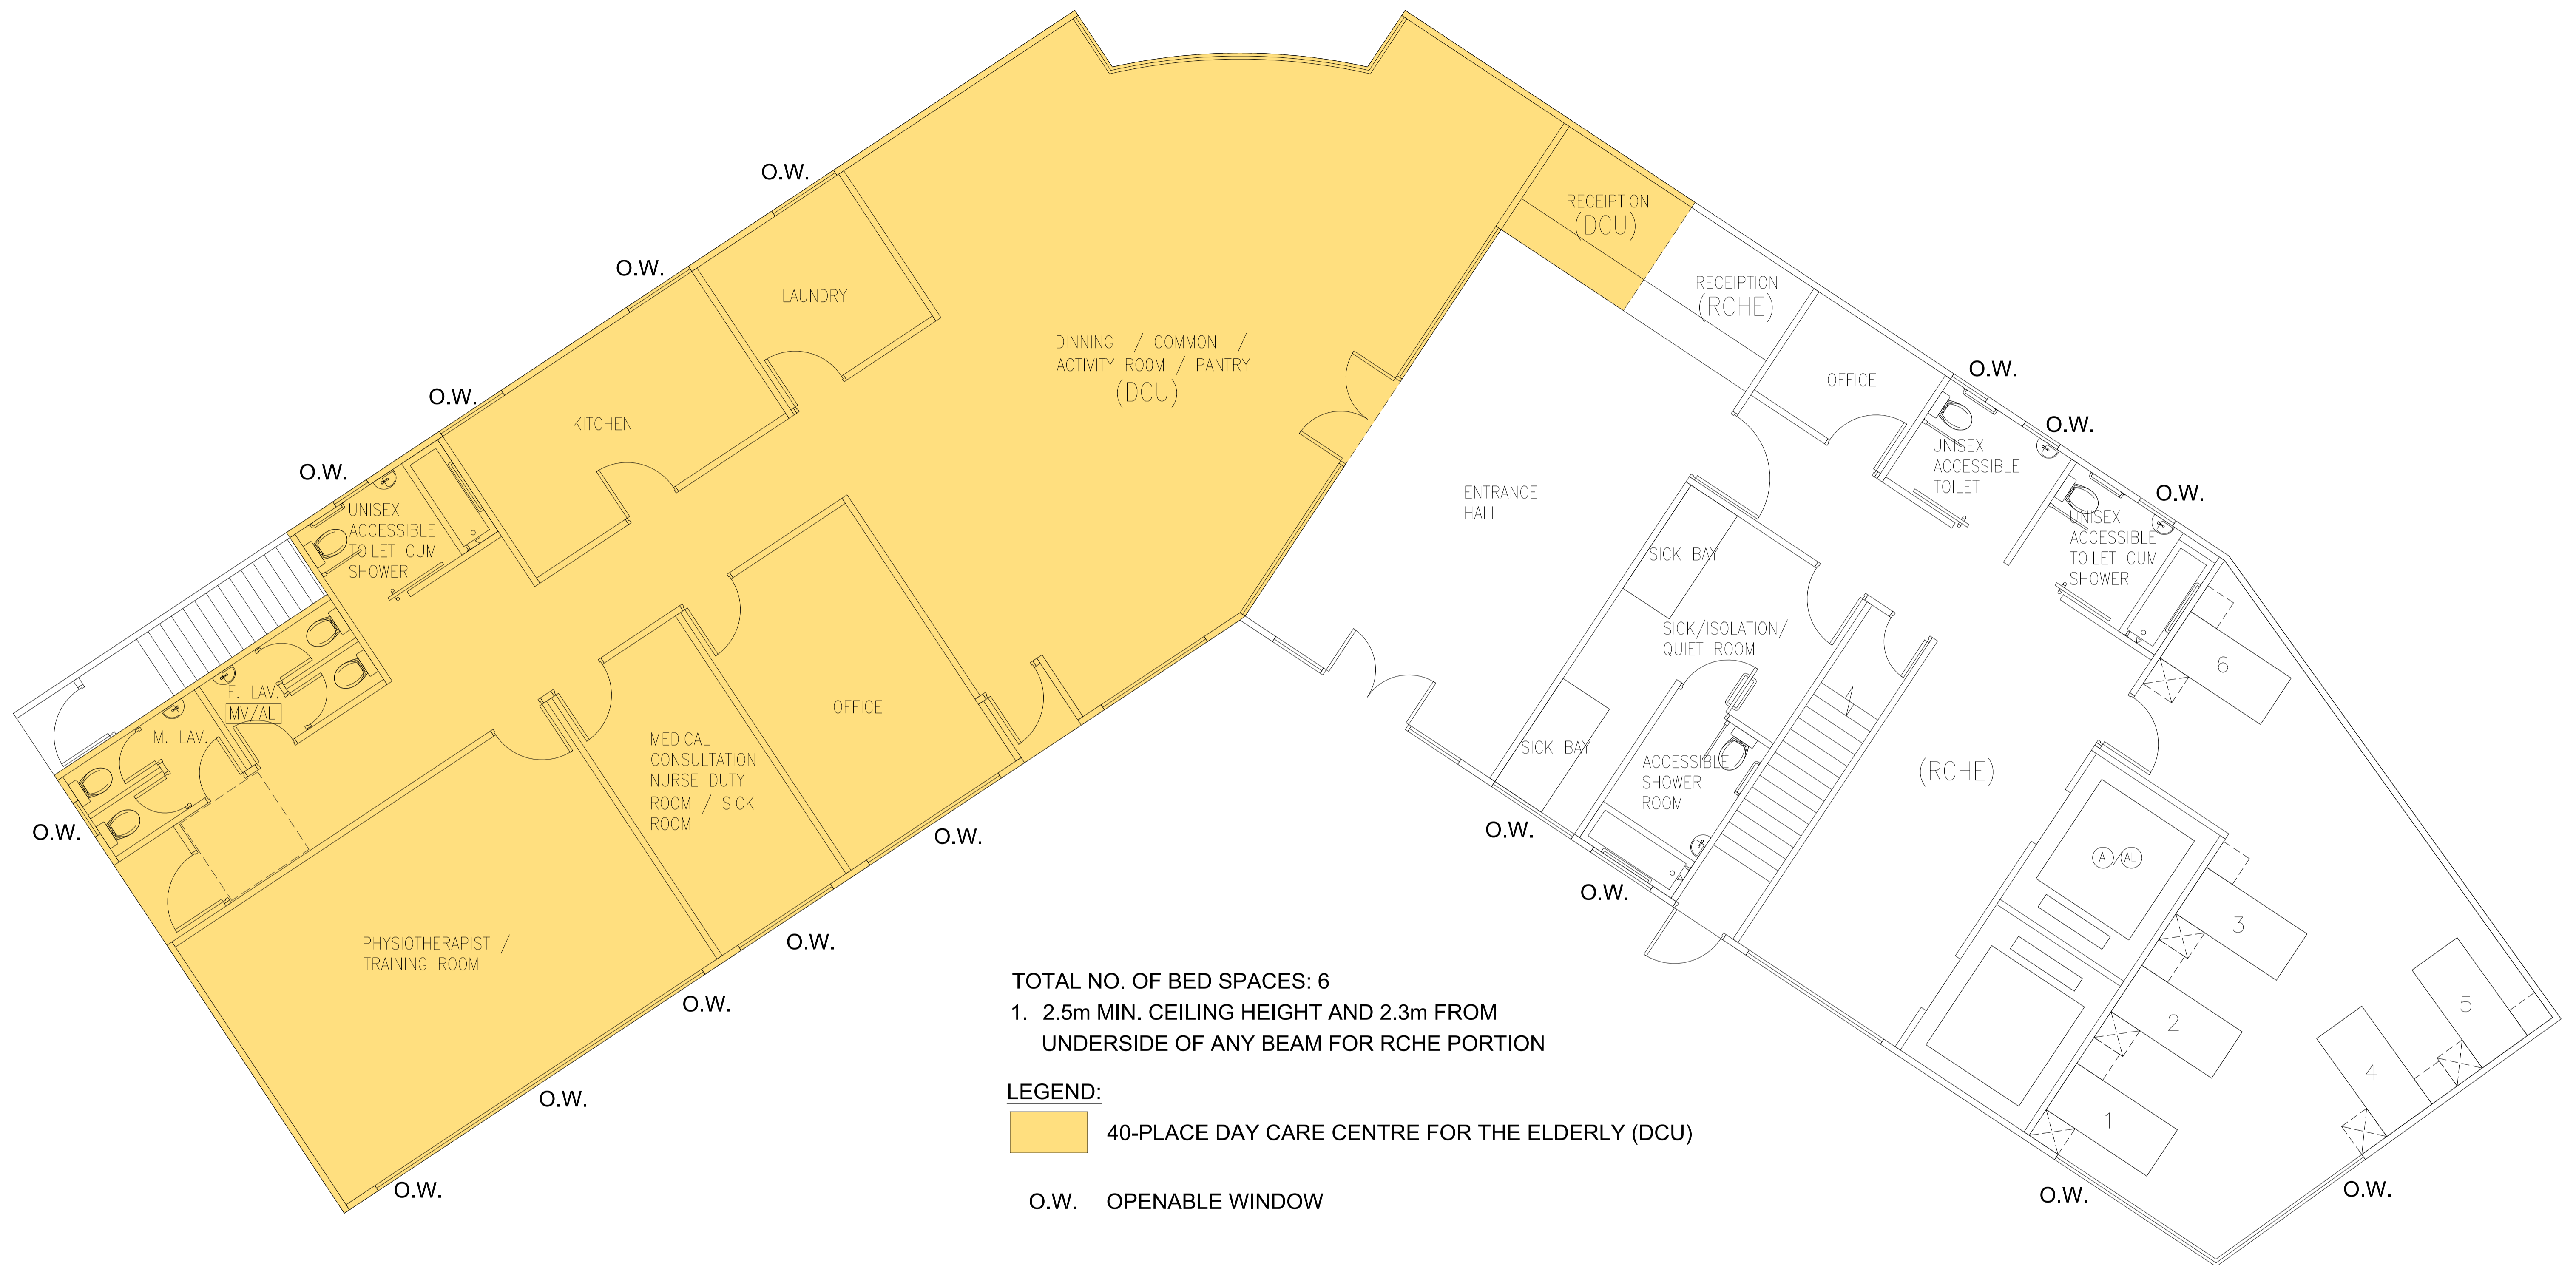 O.W.
O.W.
O.W.
O.W.
O.W.
LAUNDRY
KITCHEN
UNISEX
ACCESSIBLE
TOILET CUM
SHOWER
DINNING / COMMON /
ACTIVITY ROOM / PANTRY
(DCU)
RECEIPTION
(DCU)
RECEIPTION
(RCHE)
OFFICE
O.W.
O.W.
O.W.
UNISEX
ACCESSIBLE
TOILET
UNISEX
ACCESSIBLE
TOILET CUM
SHOWER
ENTRANCE
HALL
SICK BAY
SICK/ISOLATION/
QUIET ROOM
SICK BAY
ACCESSIBLE
SHOWER
ROOM
(RCHE)
F. LAV.
MV/AL
M. LAV.
O.W.
OFFICE
MEDICAL
CONSULTATION
NURSE DUTY
ROOM / SICK
ROOM
PHYSIOTHERAPIST /
TRAINING ROOM
O.W.
O.W.
O.W.
O.W.
O.W.
O.W.
O.W.
A/AL
6
3
2
1
5
4
O.W.
O.W.
TOTAL NO. OF BED SPACES: 6
1. 2.5m MIN. CEILING HEIGHT AND 2.3m FROM
UNDERSIDE OF ANY BEAM FOR RCHE PORTION
LEGEND:
40-PLACE DAY CARE CENTRE FOR THE ELDERLY (DCU)
O.W. OPENABLE WINDOW